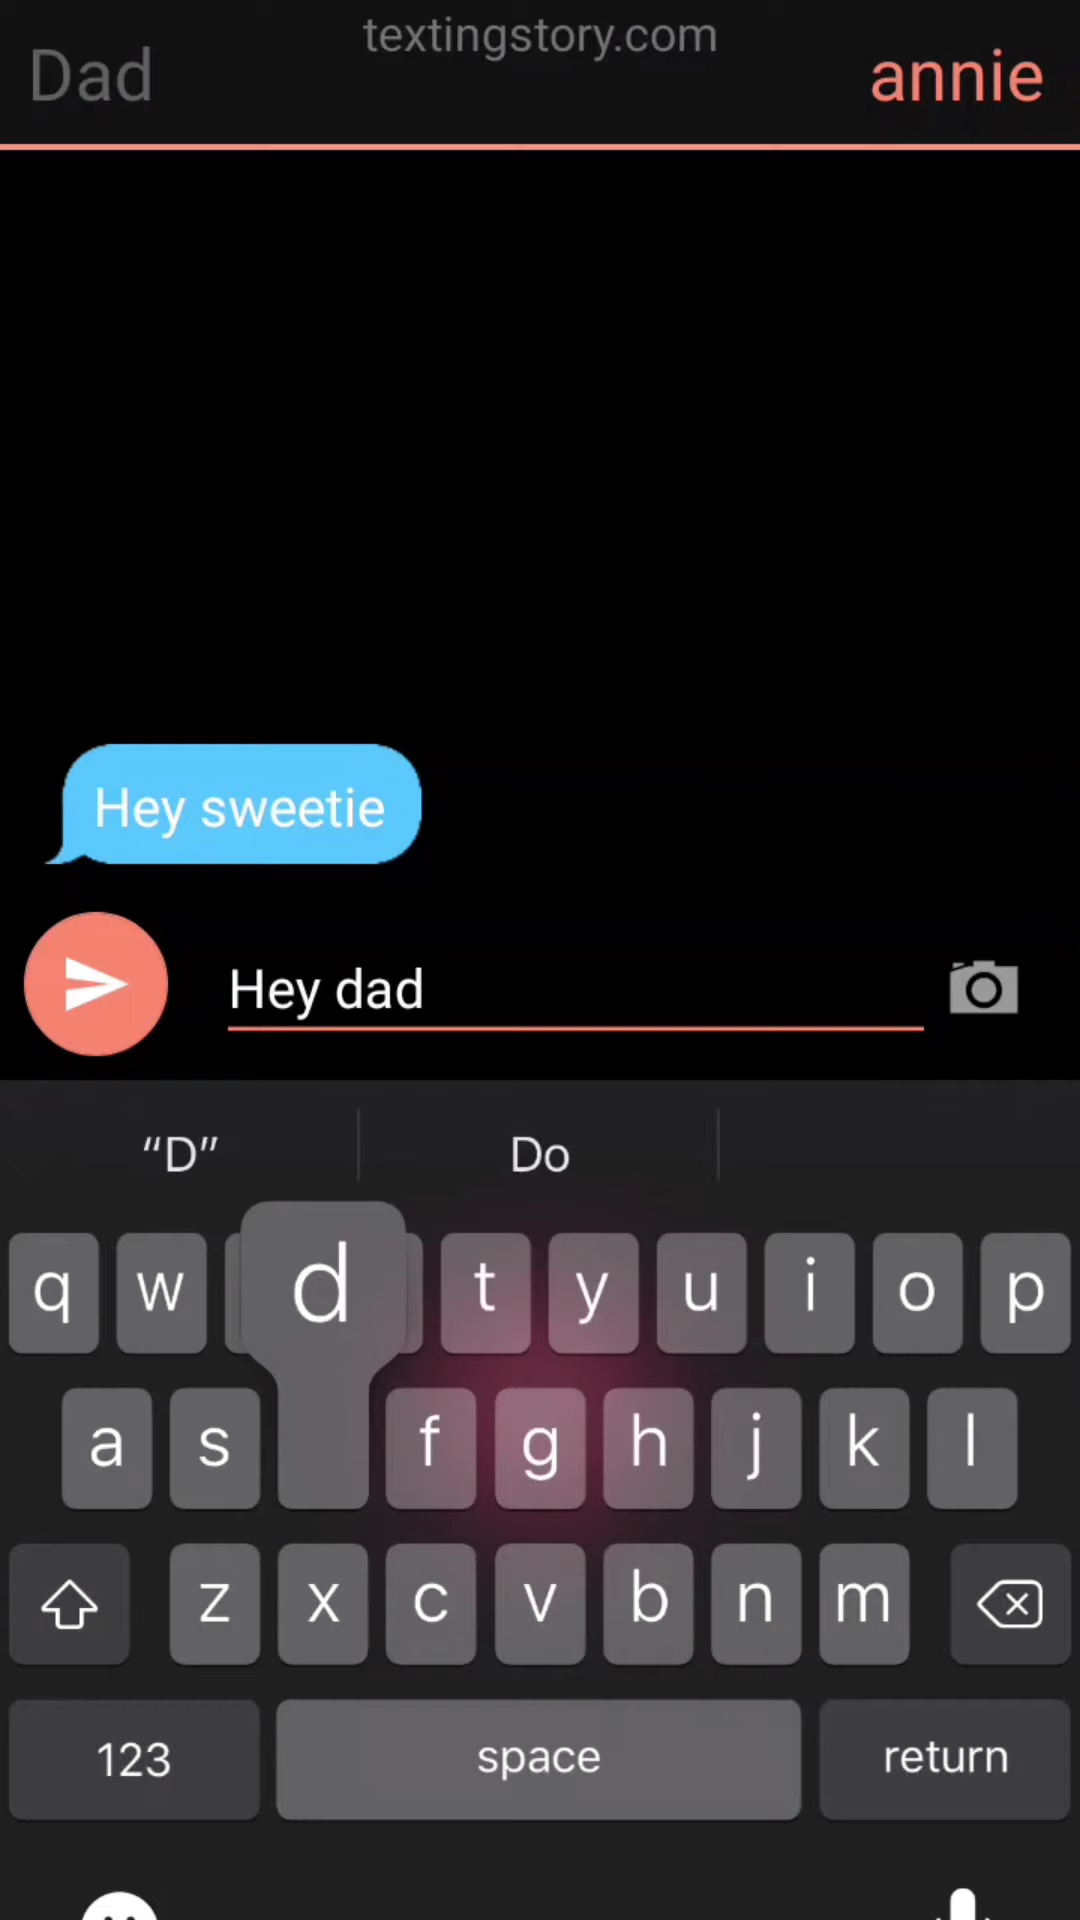 textingstory.com
Dad annie
Hey sweetie
Hey dad
“D” Do
q w d t y u i o p
a s f g h j k l
z x c v b n m
123 space return